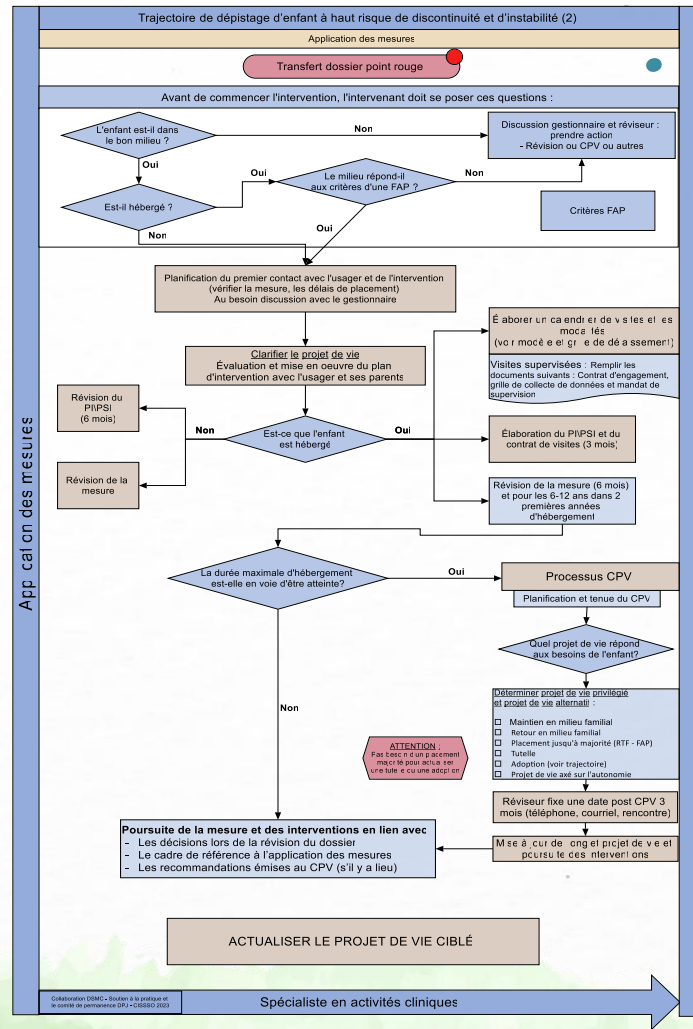 Trajectoire de dépistage d'enfant à haut risque de discontinuité et d'instabilité (2)
Application des mesures
Transfert dossier point rouge
Avant de commencer l'intervention, l'intervenant doit se poser ces questions :
L'enfant est-il dans
le bon milieu ?
Non
Discussion gestionnaire et réviseur :
prendre action
- Révision ou CPV ou autres
Oui
Est-il hébergé ?
Oui
Le milieu répond-il
aux critères d'une FAP ?
Non
Critères FAP
Non
Oui
Planification du premier contact avec l'usager et de l'intervention
(vérifier la mesure, les délais de placement)
Au besoin discussion avec le gestionnaire
Clarifier le projet de vie
Évaluation et mise en oeuvre du plan
d'intervention avec l'usager et ses parents
Est-ce que l'enfant
est hébergé
Non
Révision du
PI\PSI
(6 mois)
Révision de la
mesure
Oui
Visites supervisées : Remplir les
documents suivants : Contrat d'engagement,
grille de collecte de données et mandat de
supervision
Élaboration du PI\PSI et du
contrat de visites (3 mois)
Révision de la mesure (6 mois)
et pour les 6-12 ans dans 2
premières années
d'hébergement
La durée maximale d'hébergement
est-elle en voie d'être atteinte?
Oui
Processus CPV
Planification et tenue du CPV
Quel projet de vie répond
aux besoins de l'enfant?
Déterminer projet de vie privilégié
et projet de vie alternatif :
☐ Maintien en milieu familial
☐ Retour en milieu familial
☐ Placement jusqu'à majorité (RTF - FAP)
☐ Tutelle
☐ Adoption (voir trajectoire)
☐ Projet de vie axé sur l'autonomie
Non
ATTENTION :
Réviseur fixe une date post CPV 3
mois (téléphone, courriel, rencontre)
Poursuite de la mesure et des interventions en lien avec
- Les décisions lors de la révision du dossier
- Le cadre de référence à l'application des mesures
- Les recommandations émises au CPV (s'il y a lieu)
ACTUALISER LE PROJET DE VIE CIBLÉ
Collaboration DSMC - Soutien à la pratique et
le comité de permanence DPJ - CISSSO 2023
Spécialiste en activités cliniques